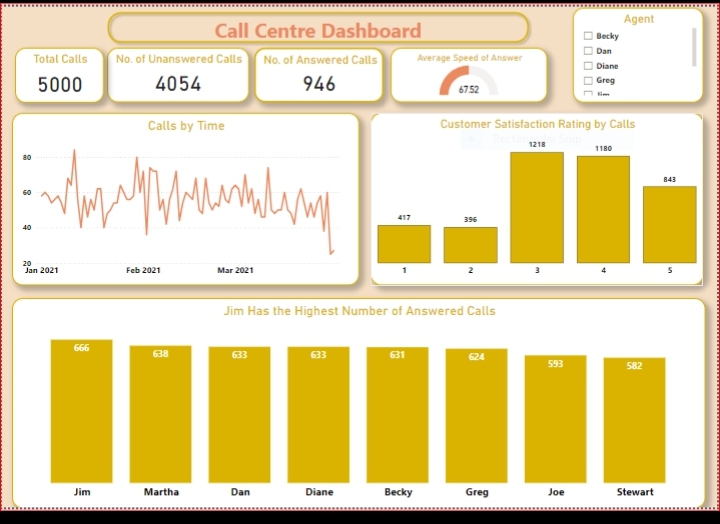 Call Centre Dashboard
Agent
Becky
Dan
Diane
Greg
Total Calls
5000
No. of Unanswered Calls
4054
No. of Answered Calls
946
Average Speed of Answer
67.52
Calls by Time
80
60
40
20
Jan 2021 Feb 2021 Mar 2021
Customer Satisfaction Rating by Calls
417 396 1218 1180 843
1 2 3 4 5
Jim Has the Highest Number of Answered Calls
666 638 633 633 631 624 593 582
Jim Martha Dan Diane Becky Greg Joe Stewart